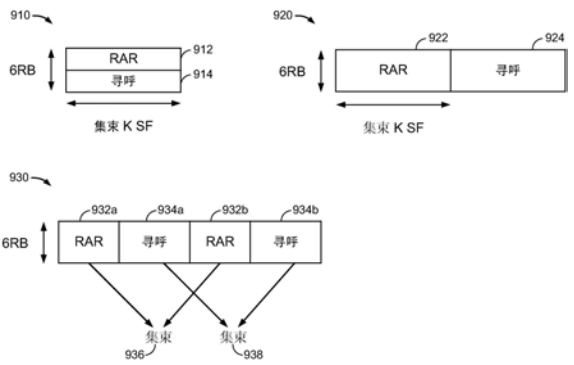 910
912
6RB
RAR
寻呼
914
集束 K SF
920
922
924
6RB
RAR
寻呼
集束 K SF
930
932a
934a
932b
934b
6RB
RAR
寻呼
RAR
寻呼
集束
集束
936
938